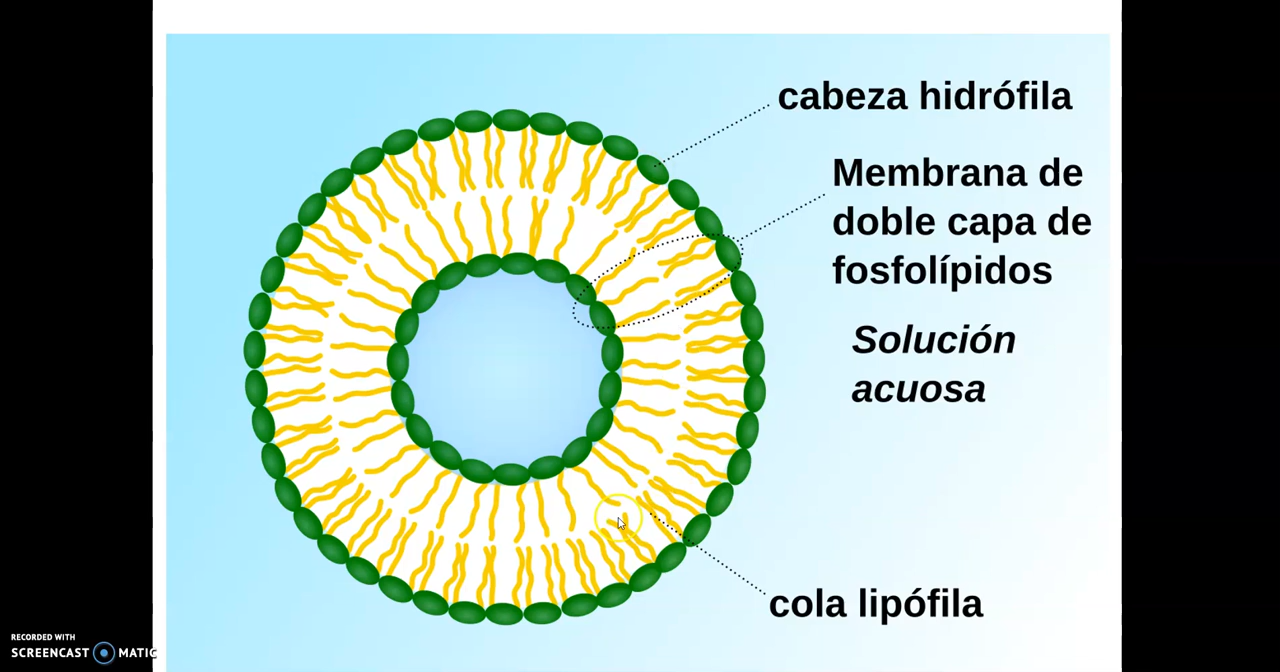 cabeza hidrófila
Membrana de
doble capa de
fosfolípidos
Solución
acuosa
cola lipófila
RECORDED WITH
SCREENCAST MATIC